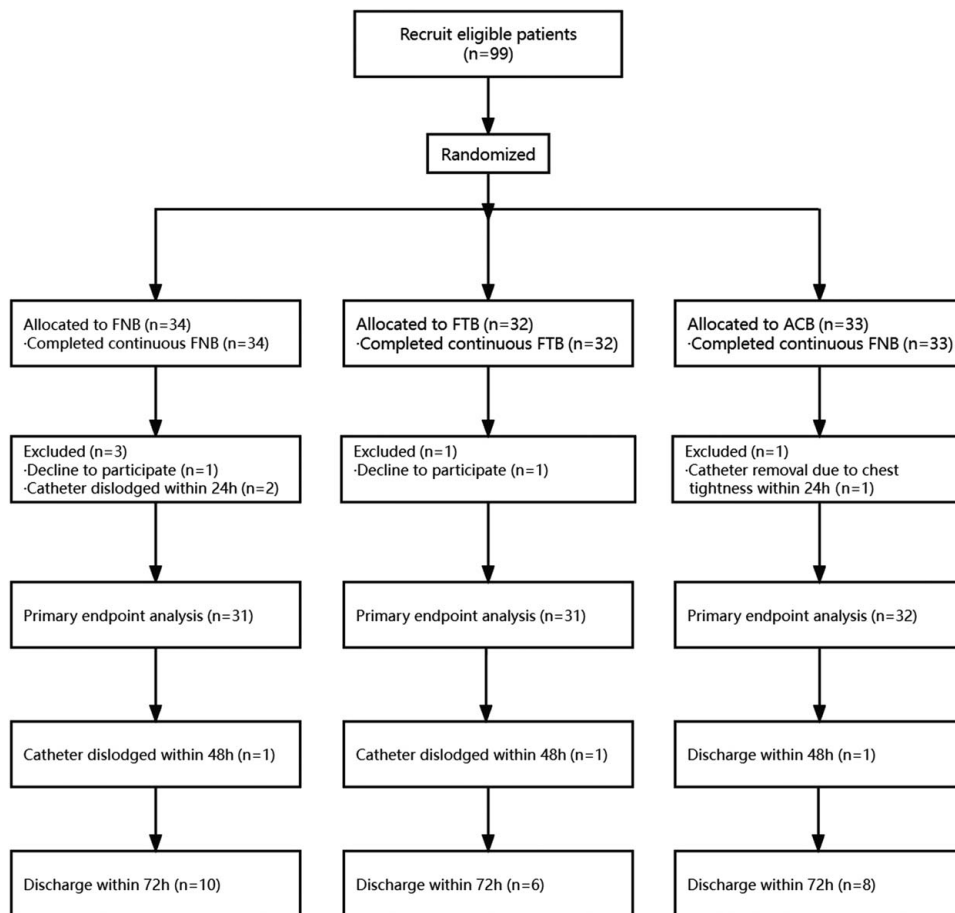 Recruit eligible patients
(n=99)
Randomized
Allocated to FNB (n=34)
·Completed continuous FNB (n=34)
Allocated to FTB (n=32)
·Completed continuous FTB (n=32)
Allocated to ACB (n=33)
·Completed continuous FNB (n=33)
Excluded (n=3)
·Decline to participate (n=1)
·Catheter dislodged within 24h (n=2)
Excluded (n=1)
·Decline to participate (n=1)
Excluded (n=1)
·Catheter removal due to chest
tightness within 24h (n=1)
Primary endpoint analysis (n=31)
Primary endpoint analysis (n=31)
Primary endpoint analysis (n=32)
Catheter dislodged within 48h (n=1)
Catheter dislodged within 48h (n=1)
Discharge within 48h (n=1)
Discharge within 72h (n=10)
Discharge within 72h (n=6)
Discharge within 72h (n=8)